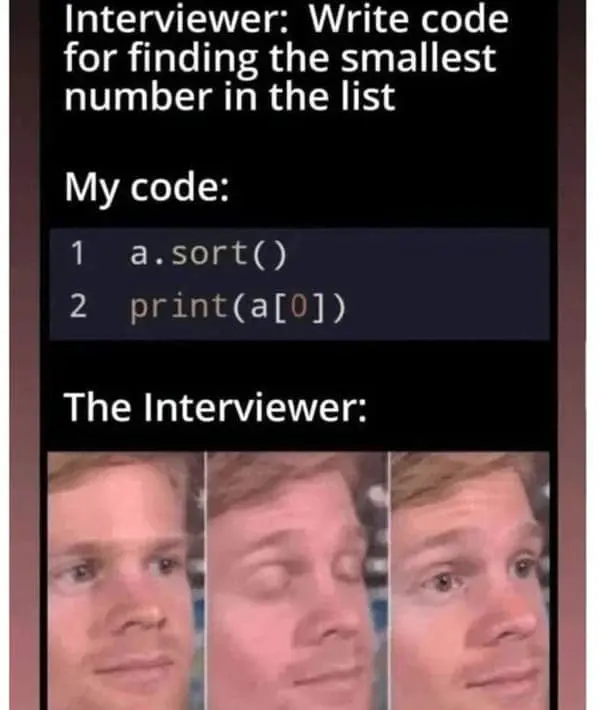 Interviewer: Write code
for finding the smallest
number in the list
My code:
1 a.sort()
2 print(a[0])
The Interviewer: